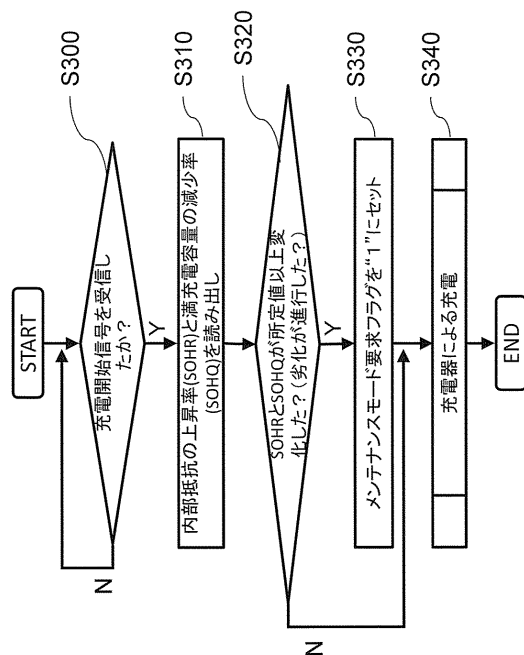 START
充電開始信号を受信し
たか？
S300
N
Y
内部抵抗の上昇率(SOHR)と満充電容量の減少率
(SOHQ)を読み出し
S310
SOHRとSOHQが所定値以上変
化した？(劣化が進行した？)
S320
Y
N
メンテナンスモード要求フラグを“1”にセット
S330
充電器による充電
S340
END